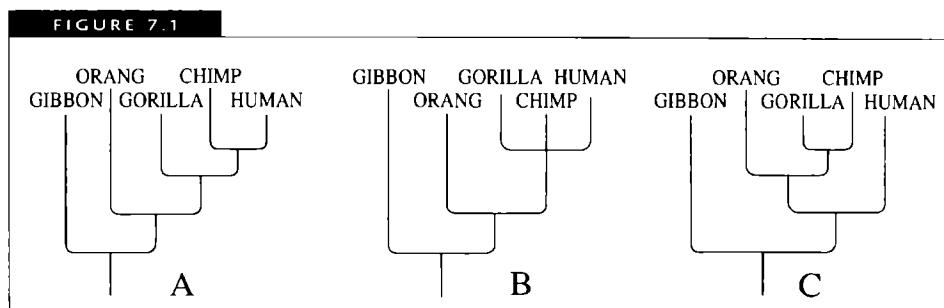 FIGURE 7.1
ORANG CHIMP GIBBON GORILLA HUMAN
GIBBON GORILLA HUMAN ORANG CHIMP
ORANG CHIMP GIBBON GORILLA HUMAN
A B C